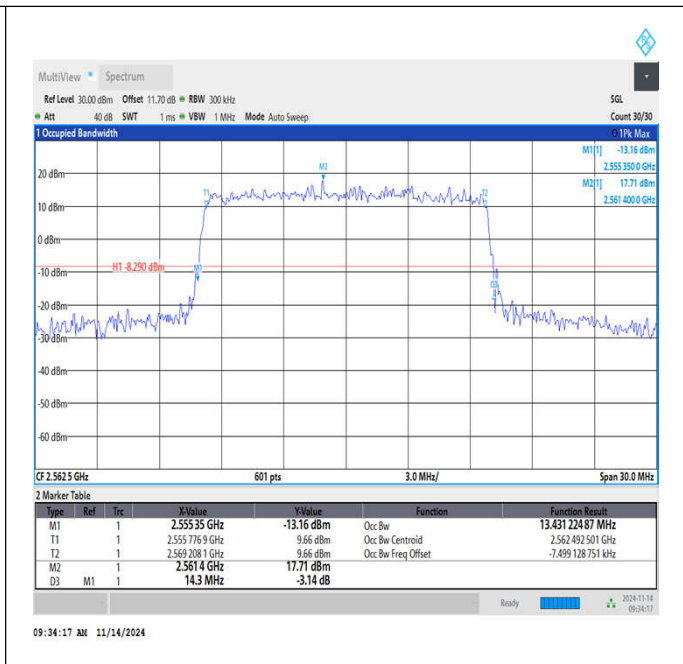 MultiView Spectrum
Ref Level 30.00 dBm Offset 11.70 dB RBW 300 kHz SGL
Att 40 dB SWT 1 ms VBW 1 MHz Mode Auto Sweep Count 30/30
1 Occupied Bandwidth 1Pk Max
M1[1] -13.16 dBm
2.555 350 0 GHz
M2[1] 17.71 dBm
2.561 400 0 GHz
M2
20 dBm
T1 T2
10 dBm
0 dBm
H1 -8.290 dBm M1
-10 dBm
D3
-20 dBm
-30 dBm
-40 dBm
-50 dBm
-60 dBm
CF 2.562 5 GHz 601 pts 3.0 MHz/ Span 30.0 MHz
2 Marker Table
Type Ref Trc X-Value Y-Value Function Function Result
M1 1 2.555 35 GHz -13.16 dBm Occ Bw 13.431 224 87 MHz
T1 1 2.555 776 9 GHz 9.66 dBm Occ Bw Centroid 2.562 492 501 GHz
T2 1 2.569 208 1 GHz 9.66 dBm Occ Bw Freq Offset -7.499 128 751 kHz
M2 1 2.561 4 GHz 17.71 dBm
D3 M1 1 14.3 MHz -3.14 dB
Ready 2024-11-14
09:34:17
09:34:17 AM 11/14/2024